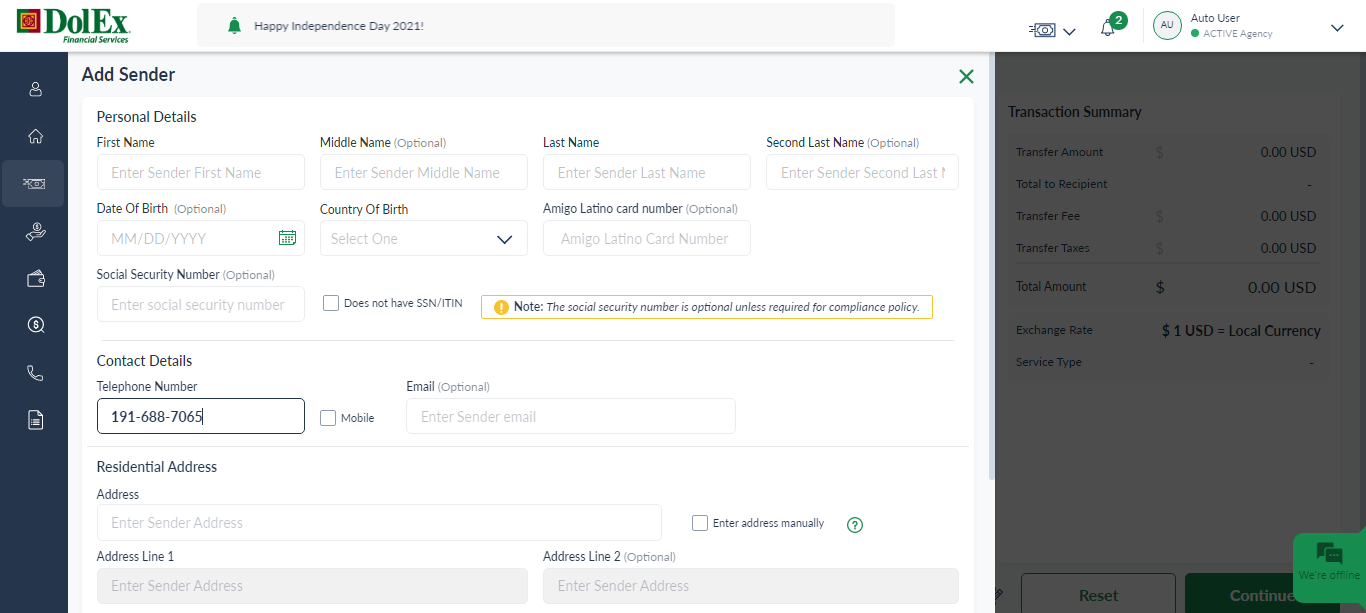 DolEx
Financial Services
Happy Independence Day 2021!
2
AU
Auto User
ACTIVE Agency
Add Sender
Personal Details
First Name
Middle Name (Optional)
Last Name
Second Last Name (Optional)
Enter Sender First Name
Enter Sender Middle Name
Enter Sender Last Name
Enter Sender Second Last N
Date Of Birth (Optional)
Country Of Birth
Amigo Latino card number (Optional)
MM/DD/YYYY
Select One
Amigo Latino Card Number
Social Security Number (Optional)
Enter social security number
Does not have SSN/ITIN
Note: The social security number is optional unless required for compliance policy.
Contact Details
Telephone Number
Email (Optional)
191-688-7065
Mobile
Enter Sender email
Residential Address
Address
Enter Sender Address
Enter address manually
?
Address Line 1
Address Line 2 (Optional)
Enter Sender Address
Enter Sender Address
Transaction Summary
Transfer Amount $ 0.00 USD
Total to Recipient -
Transfer Fee $ 0.00 USD
Transfer Taxes $ 0.00 USD
Total Amount $ 0.00 USD
Exchange Rate $ 1 USD = Local Currency
Service Type -
We're offline
Reset
Continue